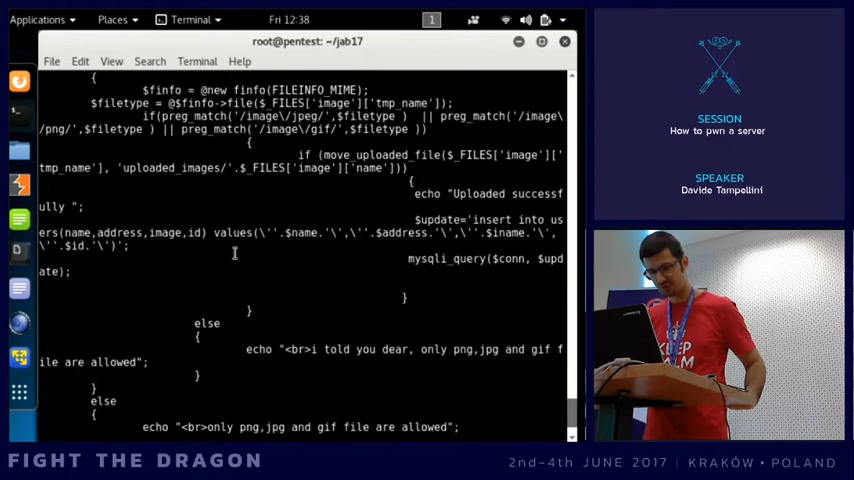 Applications
Places
Terminal
Fri 12:38
1
root@pentest: ~/jab17
File Edit View Search Terminal Help
{
$finfo = @new finfo(FILEINFO_MIME);
$filetype = @$finfo->file($_FILES['image']['tmp_name']);
if(preg_match('/image\/jpeg/',$filetype ) || preg_match('/image\
/png/',$filetype ) || preg_match('/image\/gif/',$filetype ))
{
if (move_uploaded_file($_FILES['image']['
tmp_name'], 'uploaded_images/'.$_FILES['image']['name']))
{
echo "Uploaded successf
ully ";
$update='insert into us
ers(name,address,image,id) values(\''.$name.'\',\''.$address.'\',\''.$iname.'\',
\''.$id.'\')';
mysqli_query($conn, $upd
ate);
}
}
else
{
echo "<br>i told you dear, only png,jpg and gif f
ile are allowed";
}
}
else
{
echo "<br>only png,jpg and gif file are allowed";
SESSION
How to pwn a server
SPEAKER
Davide Tampellini
KEEP
CALM
FIGHT THE DRAGON
2nd-4th JUNE 2017 | KRAKÓW • POLAND